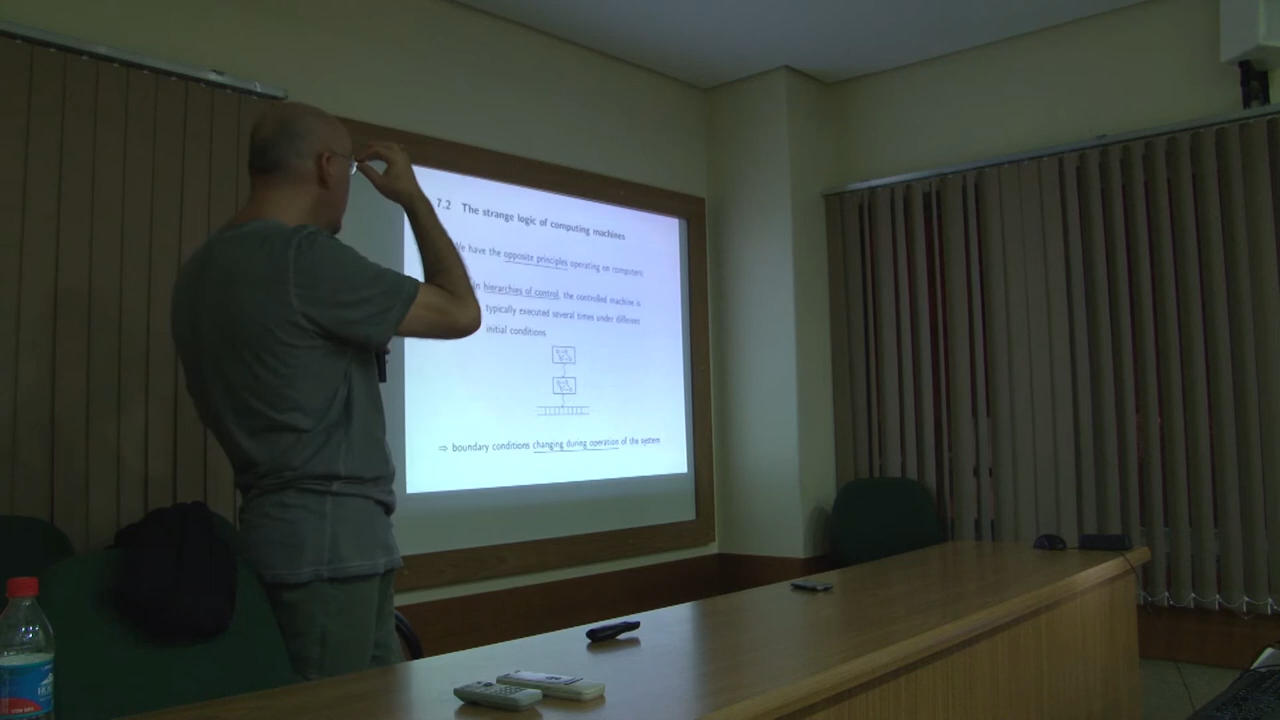 7.2 The strange logic of computing machines
We have the opposite principles operating on computers:
in hierarchies of control, the controlled machine is
typically executed several times under different
initial conditions
⇒ boundary conditions changing during operation of the system